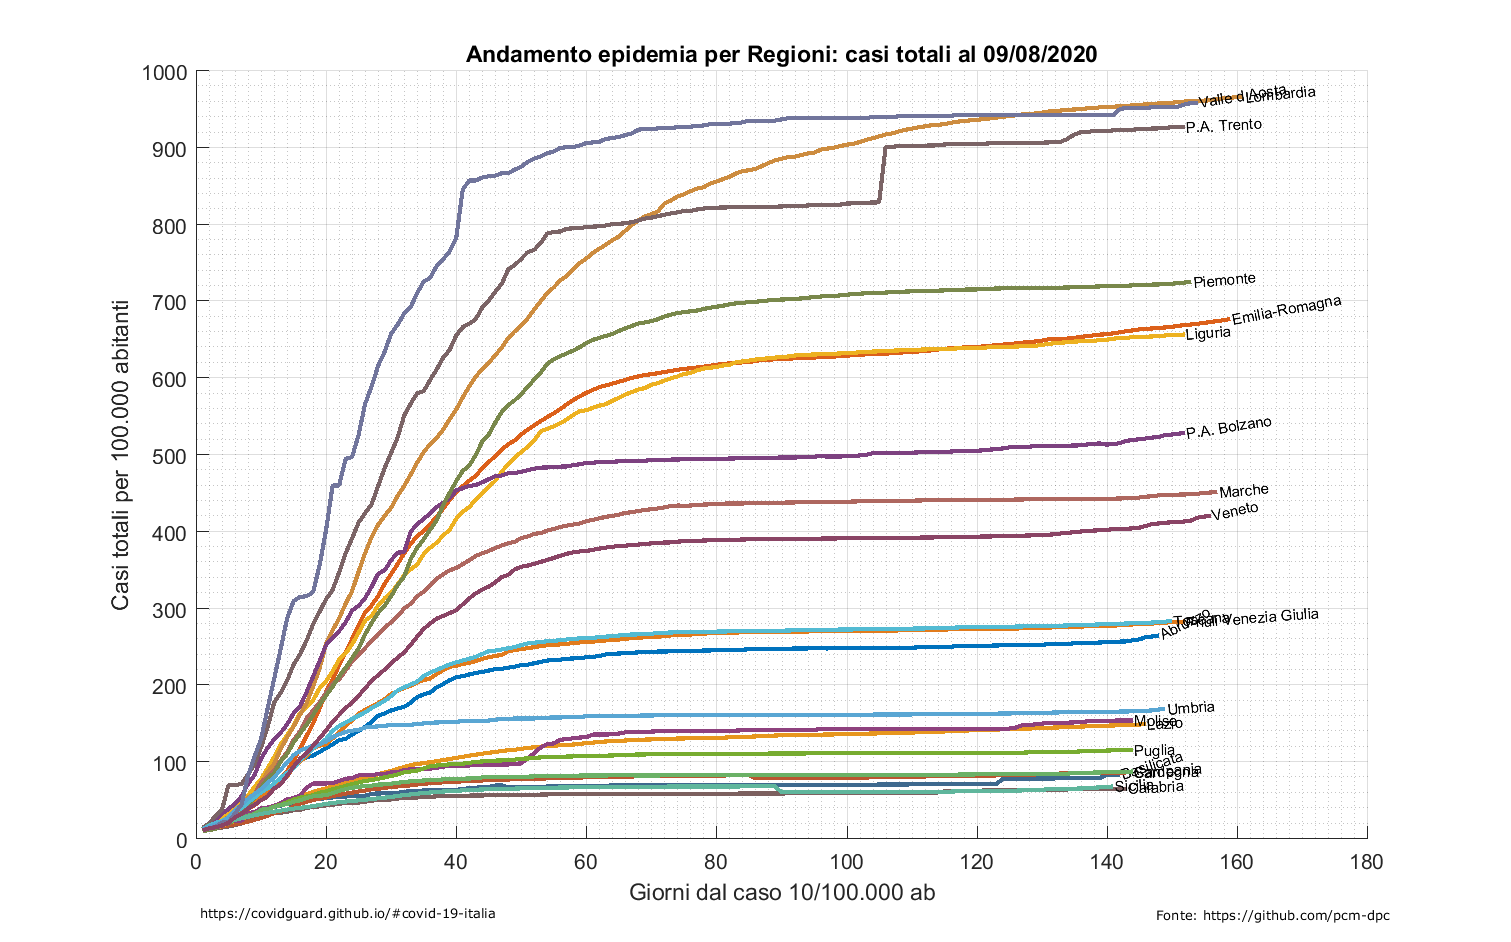 Andamento epidemia per Regioni: casi totali al 09/08/2020
Casi totali per 100.000 abitanti
1000
900
800
700
600
500
400
300
200
100
0
Valle d'Aosta
Lombardia
P.A. Trento
Piemonte
Emilia-Romagna
Liguria
P.A. Bolzano
Marche
Veneto
Venezia Giulia
Umbria
Molise
Lazio
Puglia
Campania
Sicilia
Calabria
0 20 40 60 80 100 120 140 160 180
Giorni dal caso 10/100.000 ab
https://covidguard.github.io/#covid-19-italia
Fonte: https://github.com/pcm-dpc